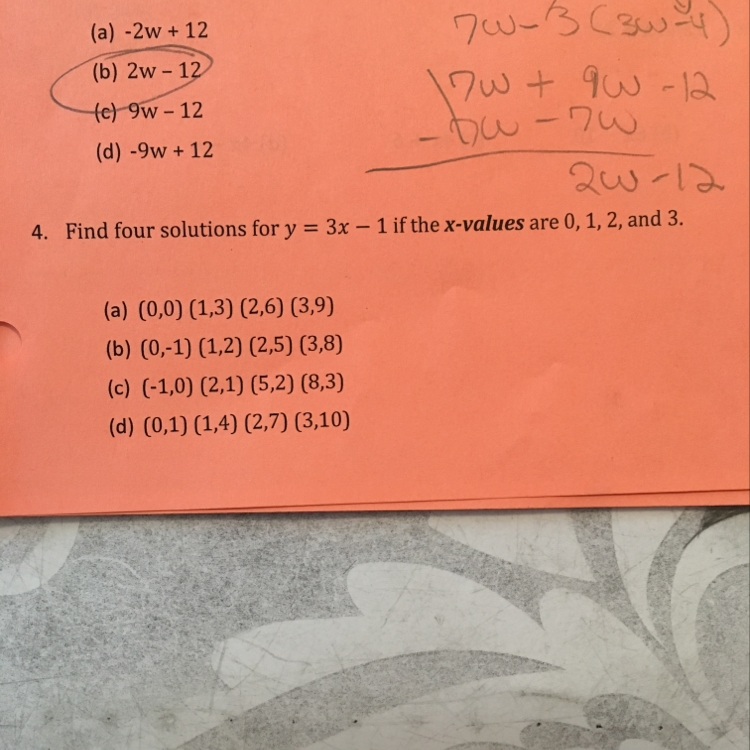 (a) -2w + 12
(b) 2w – 12
(c) 9w – 12
(d) -9w + 12
7w - 3(3w-4)
7w + 9w -12
- 7w - 7w
2w -12
4. Find four solutions for y = 3x – 1 if the x-values are 0, 1, 2, and 3.
(a) (0,0) (1,3) (2,6) (3,9)
(b) (0,-1) (1,2) (2,5) (3,8)
(c) (-1,0) (2,1) (5,2) (8,3)
(d) (0,1) (1,4) (2,7) (3,10)